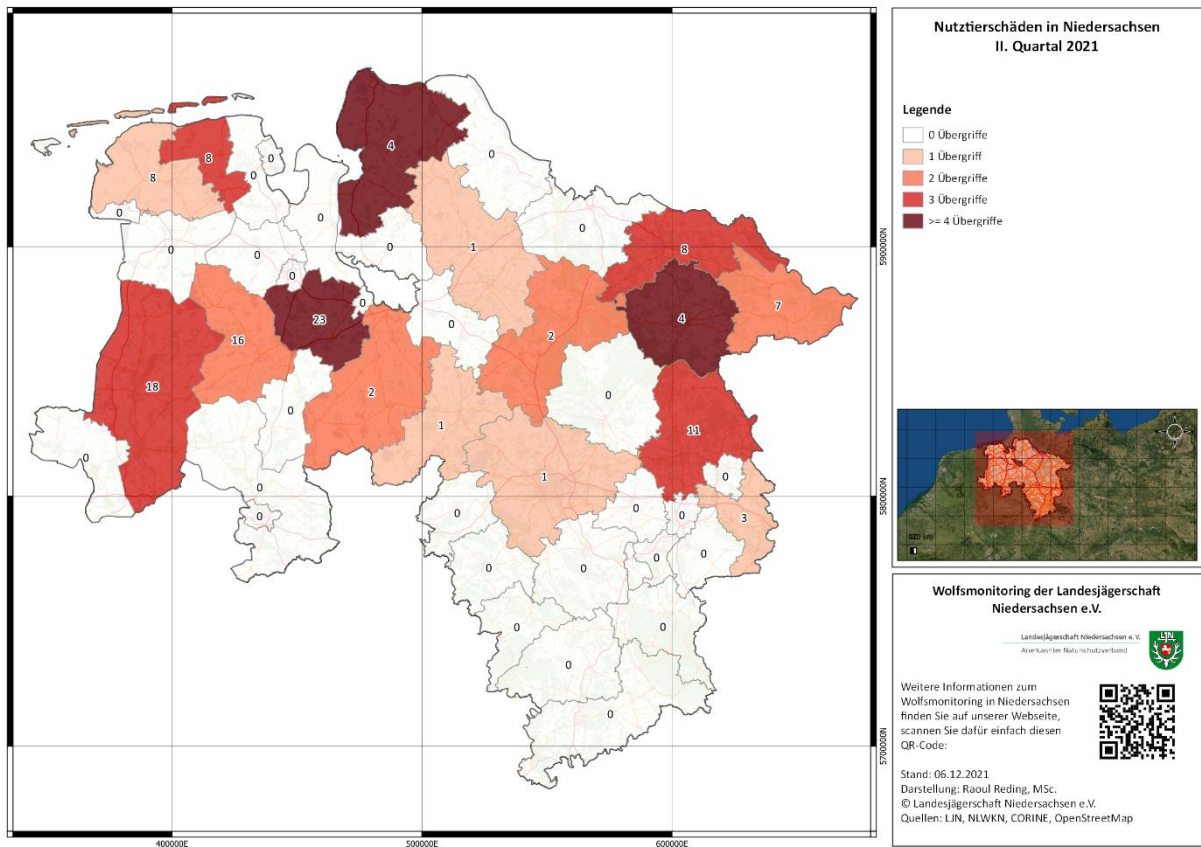 Nutztierschäden in Niedersachsen
II. Quartal 2021
Legende
0 Übergriffe
1 Übergriff
2 Übergriffe
3 Übergriffe
>= 4 Übergriffe
4
0
8
0
0
8
0
0
0
0
0
0
1
0
8
0
23
0
0
4
7
16
2
18
2
0
0
1
11
0
1
0
0
0
0
0
3
0
0
0
0
0
0
0
0
400000E
500000E
600000E
5900000N
5800000N
5700000N
Wolfsmonitoring der Landesjägerschaft
Niedersachsen e.V.
Landesjägerschaft Niedersachsen e. V.
Anerkannter Naturschutzverband
LJN
Weitere Informationen zum
Wolfsmonitoring in Niedersachsen
finden Sie auf unserer Webseite,
scannen Sie dafür einfach diesen
QR-Code:
Stand: 06.12.2021
Darstellung: Raoul Reding, MSc.
© Landesjägerschaft Niedersachsen e.V.
Quellen: LJN, NLWKN, CORINE, OpenStreetMap